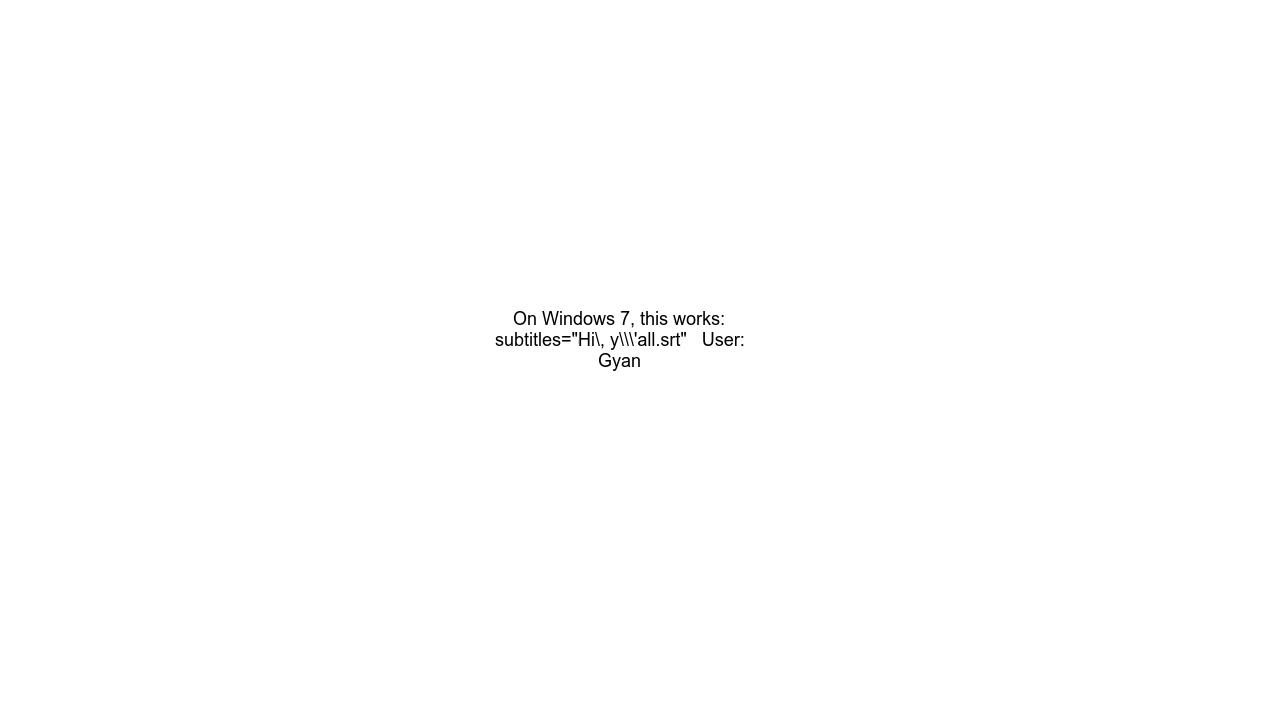 On Windows 7, this works:
subtitles="Hi\, y\\\'all.srt"   User:
Gyan